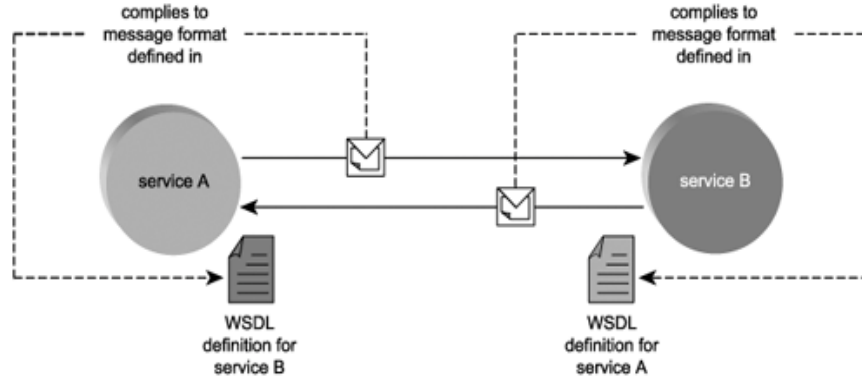 complies to
message format
defined in
complies to
message format
defined in
service A
service B
WSDL
definition for
service B
WSDL
definition for
service A